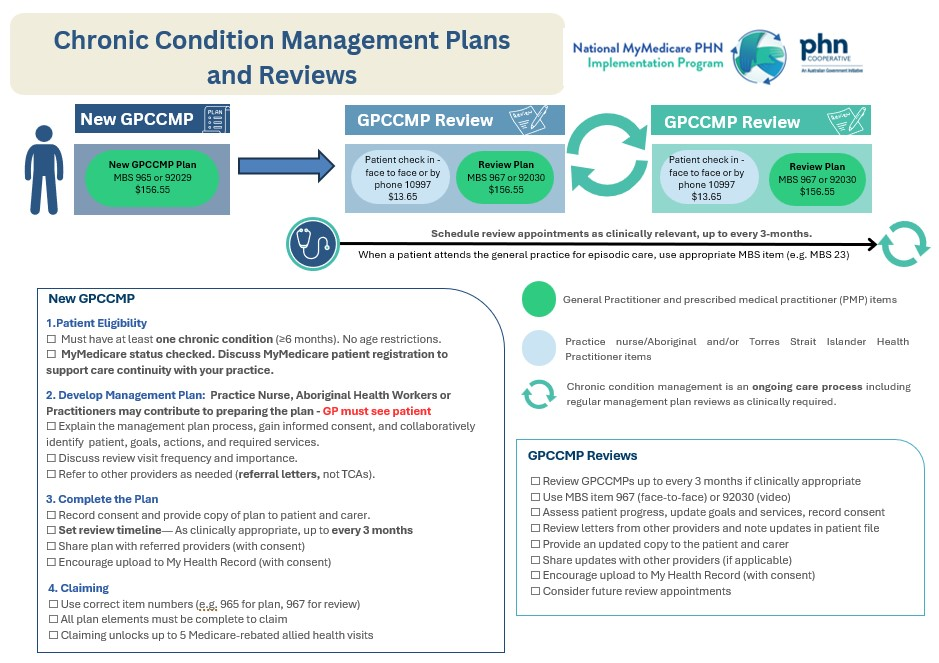 Chronic Condition Management Plans
and Reviews
National MyMedicare PHN
Implementation Program
phn
COOPERATIVE
An Australian Government Initiative
New GPCCMP
PLAN
GPCCMP Review
Review
GPCCMP Review
Review
New GPCCMP Plan
MBS 965 or 92029
$156.55
Patient check in -
face to face or by
phone 10997
$13.65
Review Plan
MBS 967 or 92030
$156.55
Patient check in -
face to face or by
phone 10997
$13.65
Review Plan
MBS 967 or 92030
$156.55
Schedule review appointments as clinically relevant, up to every 3-months.
When a patient attends the general practice for episodic care, use appropriate MBS item (e.g. MBS 23)
New GPCCMP
1.Patient Eligibility
☐ Must have at least one chronic condition (≥6 months). No age restrictions.
☐ MyMedicare status checked. Discuss MyMedicare patient registration to
support care continuity with your practice.
2. Develop Management Plan: Practice Nurse, Aboriginal Health Workers or
Practitioners may contribute to preparing the plan - GP must see patient
☐ Explain the management plan process, gain informed consent, and collaboratively
identify patient, goals, actions, and required services.
☐ Discuss review visit frequency and importance.
☐ Refer to other providers as needed (referral letters, not TCAs).
3. Complete the Plan
☐ Record consent and provide copy of plan to patient and carer.
☐ Set review timeline— As clinically appropriate, up to every 3 months
☐ Share plan with referred providers (with consent)
☐ Encourage upload to My Health Record (with consent)
4. Claiming
☐ Use correct item numbers (e.g. 965 for plan, 967 for review)
☐ All plan elements must be complete to claim
☐ Claiming unlocks up to 5 Medicare-rebated allied health visits
General Practitioner and prescribed medical practitioner (PMP) items
Practice nurse/Aboriginal and/or Torres Strait Islander Health
Practitioner items
Chronic condition management is an ongoing care process including
regular management plan reviews as clinically required.
GPCCMP Reviews
☐ Review GPCCMPs up to every 3 months if clinically appropriate
☐ Use MBS item 967 (face-to-face) or 92030 (video)
☐ Assess patient progress, update goals and services, record consent
☐ Review letters from other providers and note updates in patient file
☐ Provide an updated copy to the patient and carer
☐ Share updates with other providers (if applicable)
☐ Encourage upload to My Health Record (with consent)
☐ Consider future review appointments